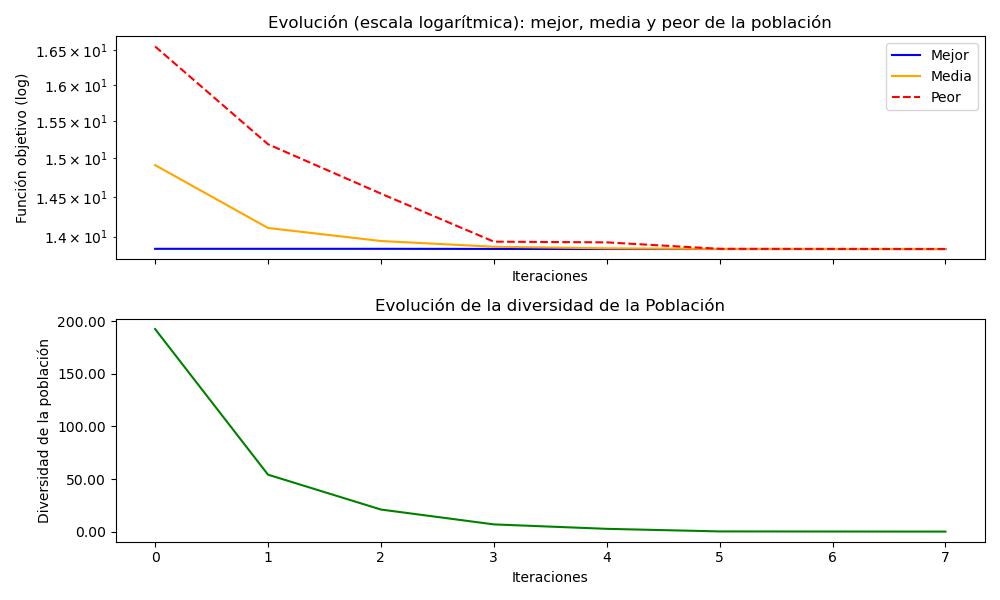 Evolución (escala logarítmica): mejor, media y peor de la población
Función objetivo (log)
1.65 × 10¹
1.6 × 10¹
1.55 × 10¹
1.5 × 10¹
1.45 × 10¹
1.4 × 10¹
Mejor
Media
Peor
Iteraciones
Evolución de la diversidad de la Población
Diversidad de la población
200.00
150.00
100.00
50.00
0.00
0 1 2 3 4 5 6 7
Iteraciones